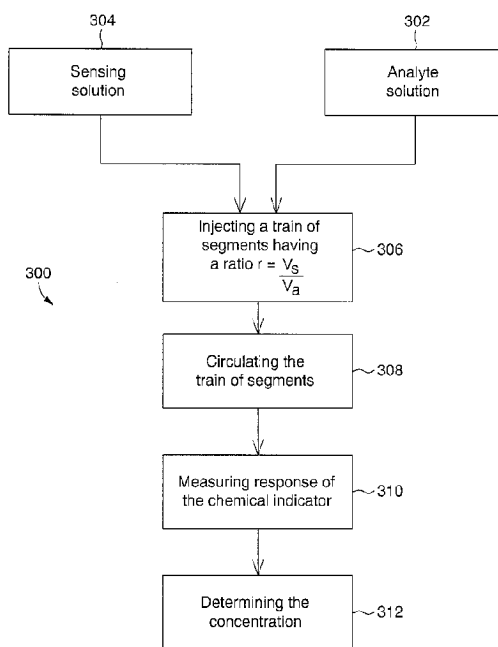 304
302
Sensing
solution
Analyte
solution
Injecting a train of
segments having
a ratio r = Vs
Va
306
300
Circulating the
train of segments
308
Measuring response of
the chemical indicator
310
Determining the
concentration
312